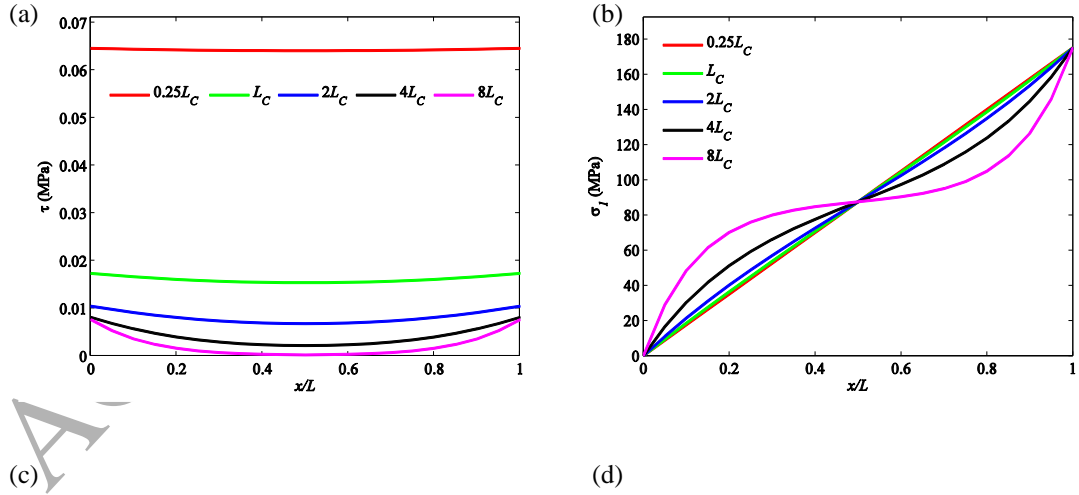 (a)
(b)
0.07
0.06
0.05
0.04
0.03
0.02
0.01
0
τ (MPa)
0.25L_C L_C 2L_C 4L_C 8L_C
0 0.2 0.4 0.6 0.8 1
x/L
180
160
140
120
100
80
60
40
20
0
σ_1 (MPa)
0.25L_C
L_C
2L_C
4L_C
8L_C
0 0.2 0.4 0.6 0.8 1
x/L
A
(c)
(d)